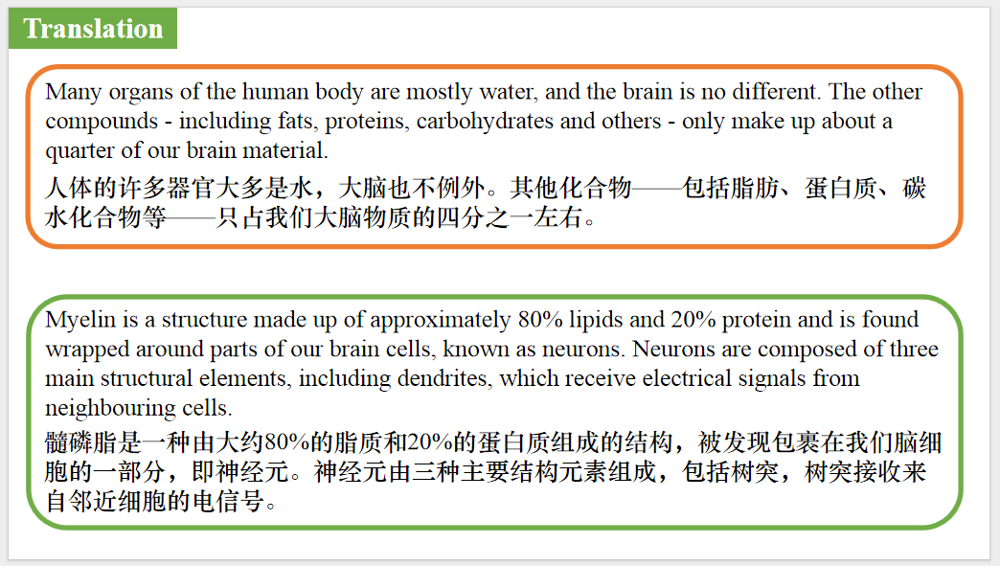 Translation
Many organs of the human body are mostly water, and the brain is no different. The other
compounds - including fats, proteins, carbohydrates and others - only make up about a
quarter of our brain material.
人体的许多器官大多是水，大脑也不例外。其他化合物——包括脂肪、蛋白质、碳
水化合物等——只占我们大脑物质的四分之一左右。
Myelin is a structure made up of approximately 80% lipids and 20% protein and is found
wrapped around parts of our brain cells, known as neurons. Neurons are composed of three
main structural elements, including dendrites, which receive electrical signals from
neighbouring cells.
髓磷脂是一种由大约80%的脂质和20%的蛋白质组成的结构，被发现包裹在我们脑细
胞的一部分，即神经元。神经元由三种主要结构元素组成，包括树突，树突接收来
自邻近细胞的电信号。